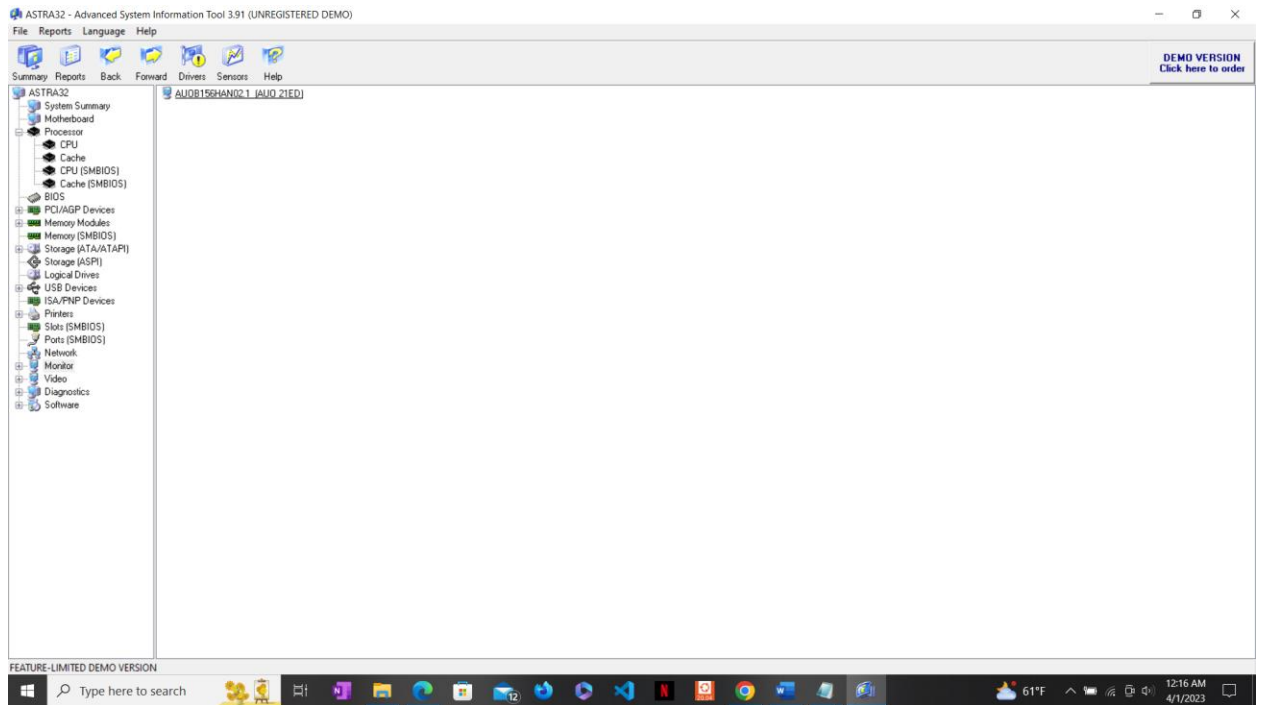 ASTRA32 - Advanced System Information Tool 3.91 (UNREGISTERED DEMO)
File Reports Language Help
Summary Reports Back Forward Drivers Sensors Help
DEMO VERSION
Click here to order
ASTRA32
System Summary
Motherboard
Processor
CPU
Cache
CPU (SMBIOS)
Cache (SMBIOS)
BIOS
PCI/AGP Devices
Memory Modules
Memory (SMBIOS)
Storage (ATA/ATAPI)
Storage (ASPI)
Logical Drives
USB Devices
ISA/PNP Devices
Printers
Slots (SMBIOS)
Ports (SMBIOS)
Network
Monitor
Video
Diagnostics
Software
AUOB156HAN02.1 [AUO 21ED]
FEATURE-LIMITED DEMO VERSION
Type here to search
12
N
23.04
61°F
12:16 AM
4/1/2023